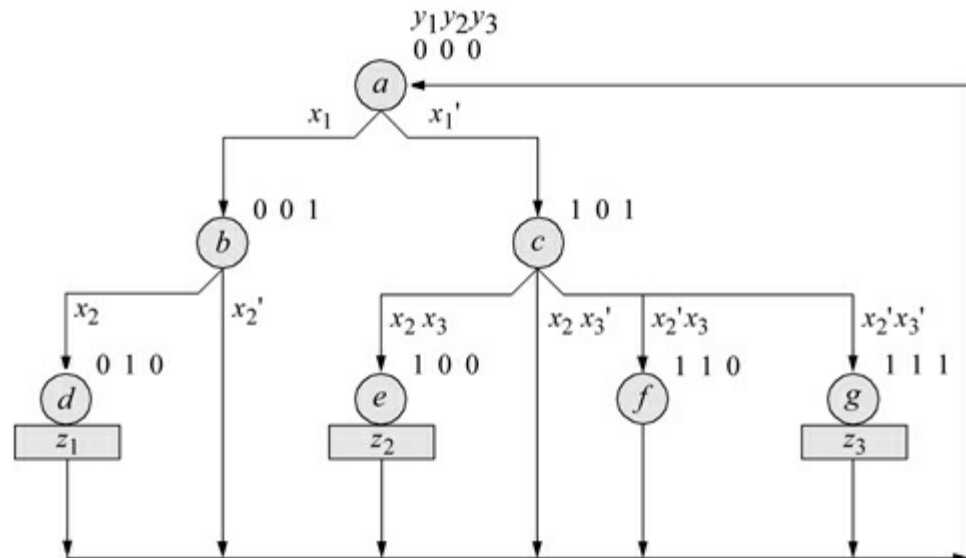 y₁y₂y₃
0 0 0
a
x₁ x₁'
0 0 1 1 0 1
b c
x₂ x₂' x₂ x₃ x₂ x₃' x₂'x₃ x₂'x₃'
0 1 0 1 0 0 1 1 0 1 1 1
d e f g
z₁ z₂ z₃